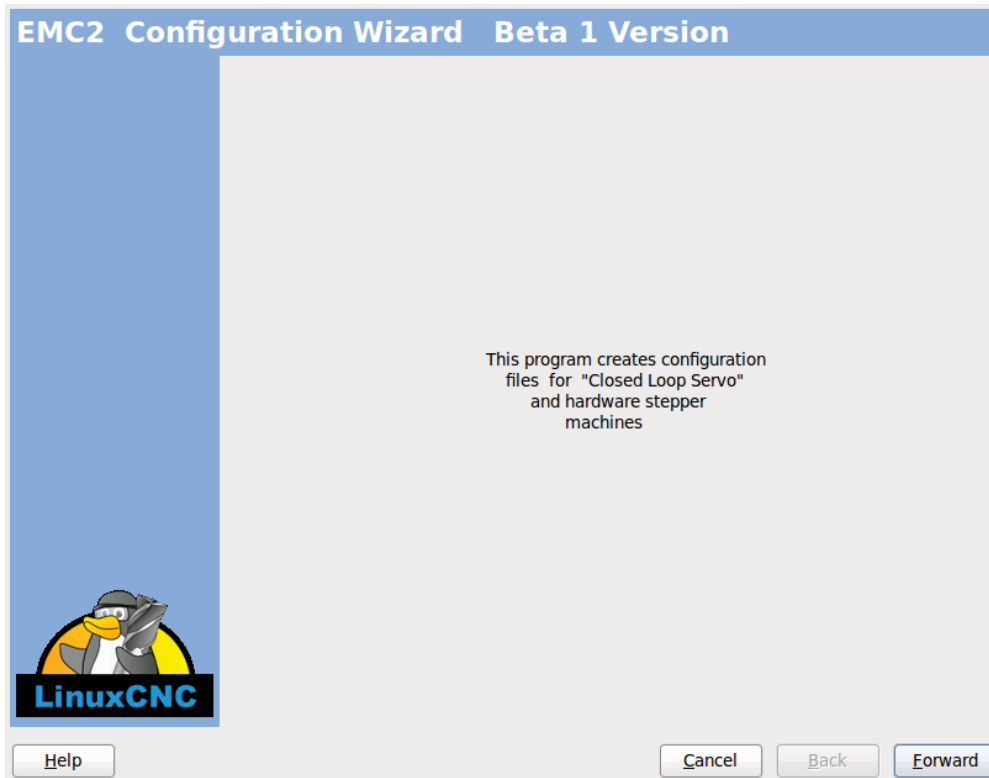 EMC2 Configuration Wizard Beta 1 Version
This program creates configuration
files for "Closed Loop Servo"
and hardware stepper
machines
LinuxCNC
Help
Cancel
Back
Forward